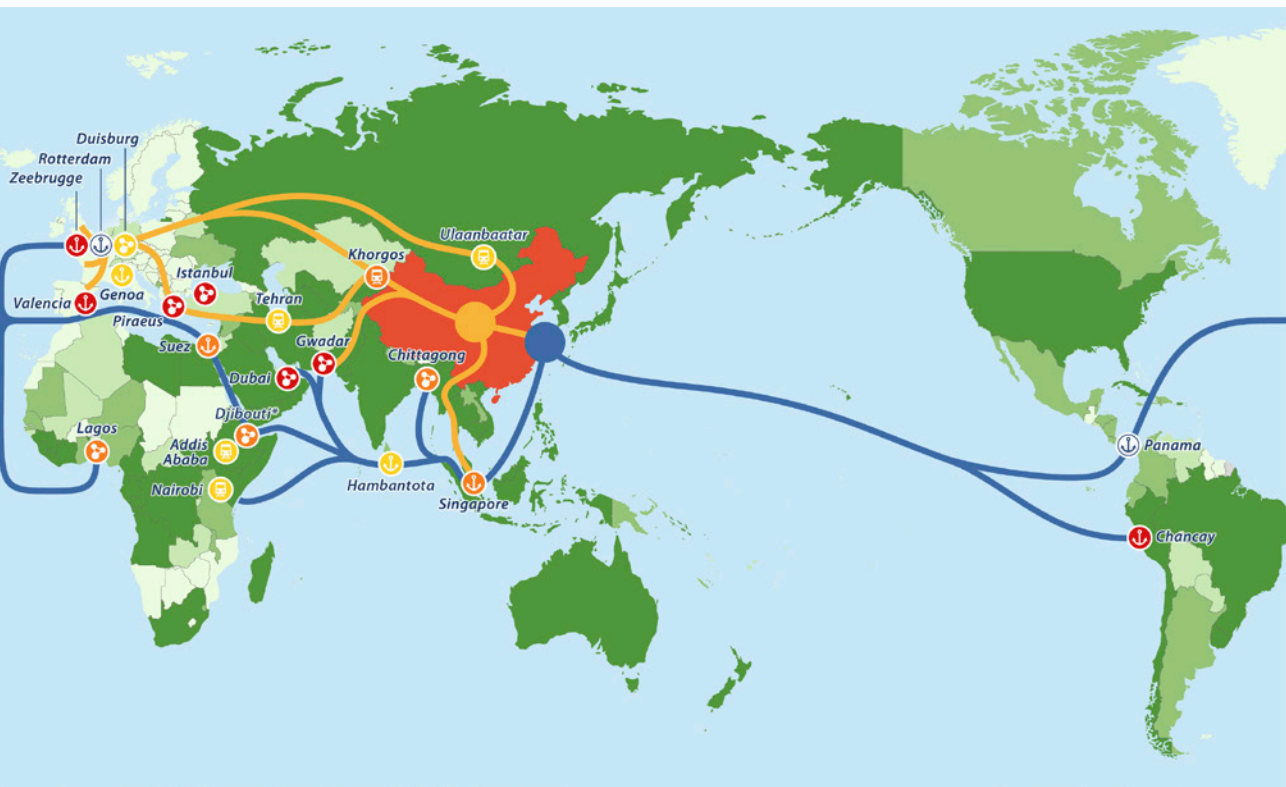 Duisburg
Rotterdam
Zeebrugge
Ulaanbaatar
Khorgos
Istanbul
Genoa
Valencia
Tehran
Piraeus
Gwadar
Suez
Chittagong
Dubai
Djibouti*
Lagos
Addis
Ababa
Panama
Hambantota
Nairobi
Singapore
Chancay